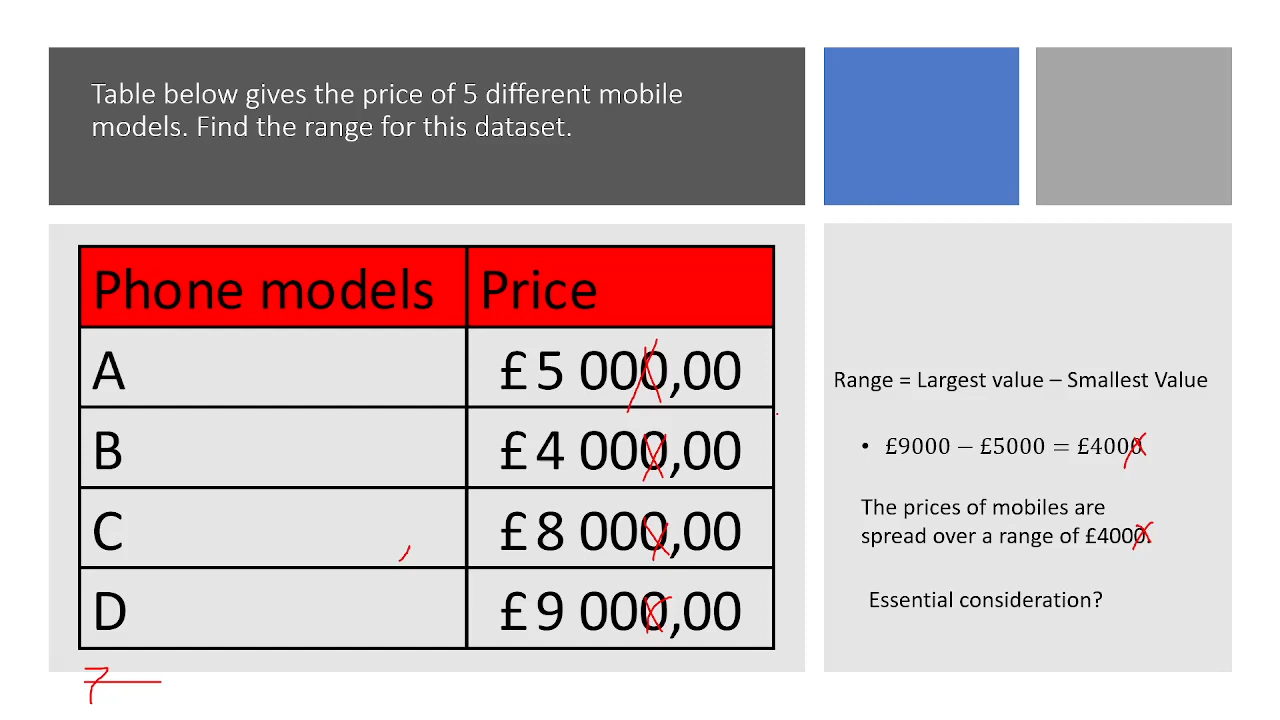 Table below gives the price of 5 different mobile
models. Find the range for this dataset.
Phone models Price
A £5 000,00
B £4 000,00
C £8 000,00
D £9 000,00
Range = Largest value – Smallest Value
• £9000 − £5000 = £4000
The prices of mobiles are
spread over a range of £4000.
Essential consideration?